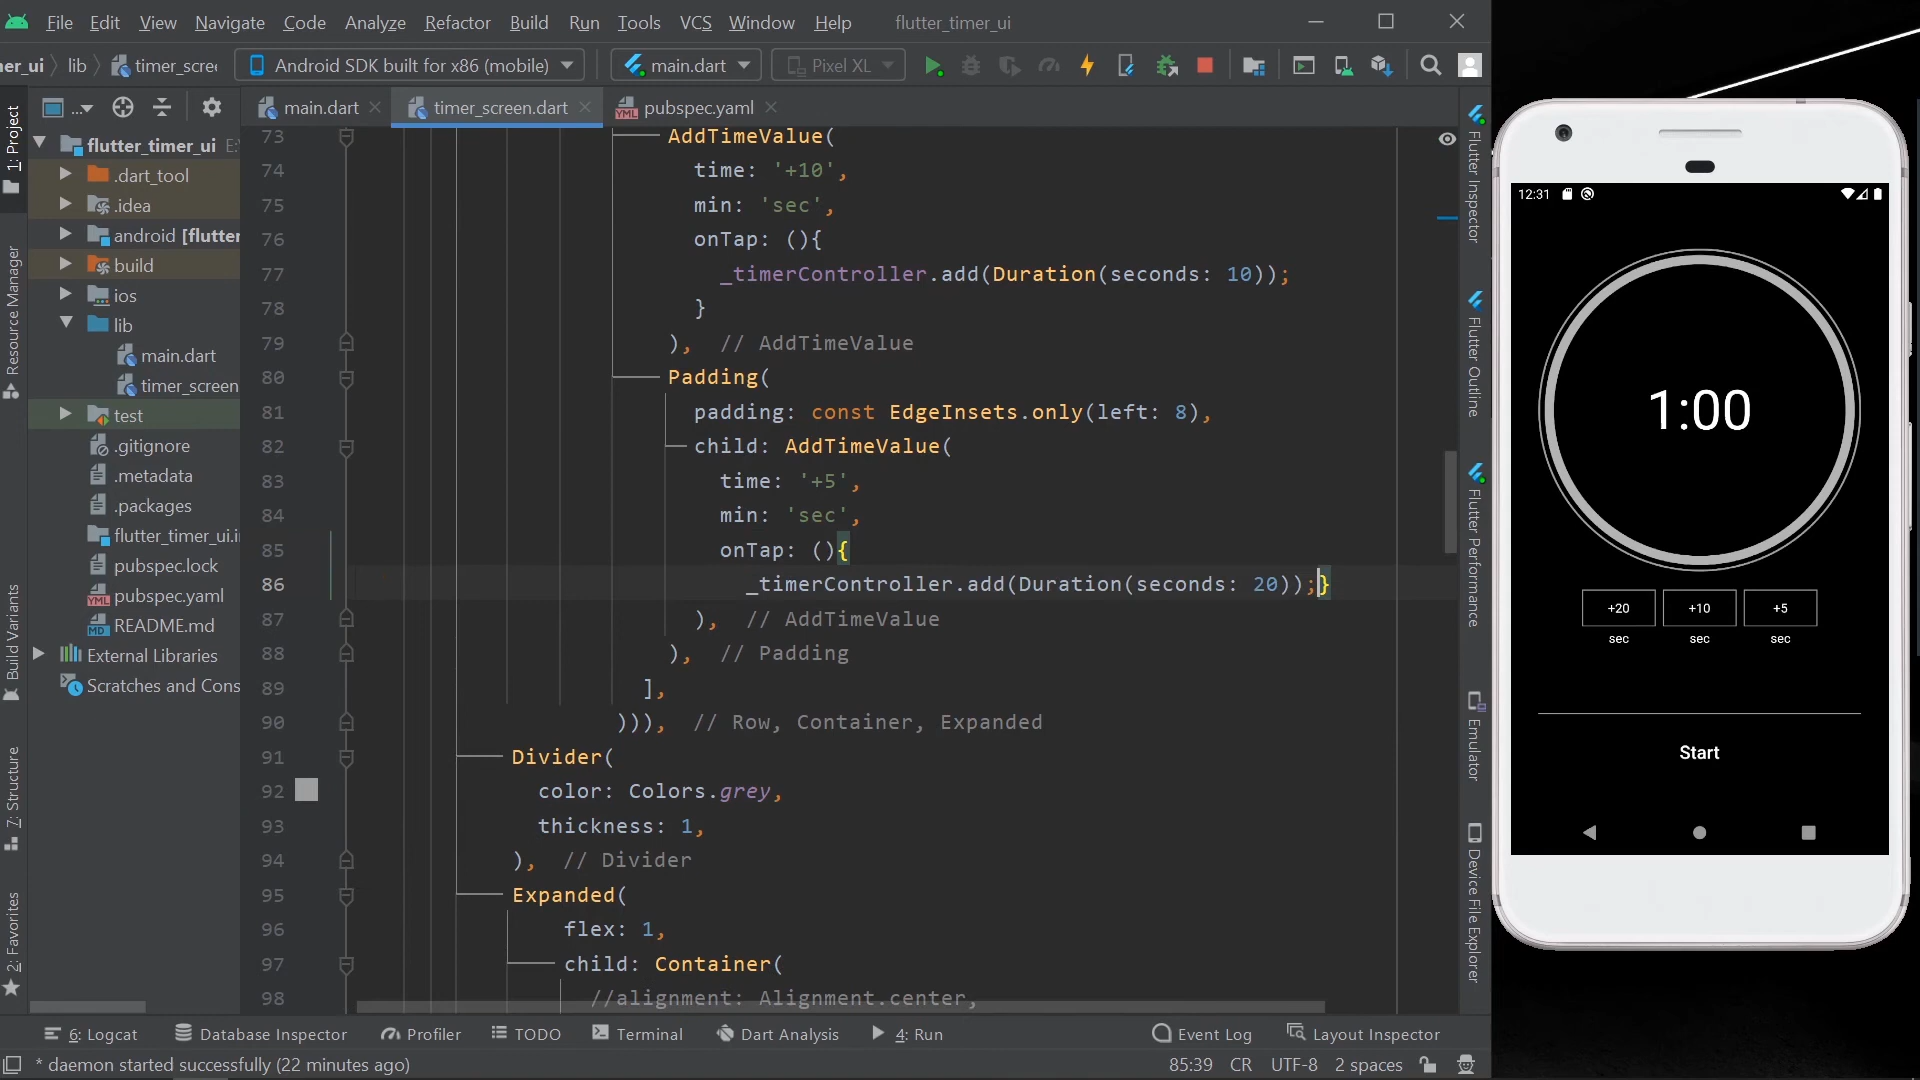 File Edit View Navigate Code Analyze Refactor Build Run Tools VCS Window Help flutter_timer_ui
er_ui lib timer_scre Android SDK built for x86 (mobile) main.dart Pixel XL
... main.dart timer_screen.dart pubspec.yaml
1: Project
Resource Manager
Build Variants
7: Structure
2: Favorites
flutter_timer_ui E:
.dart_tool
.idea
android [flutter
build
ios
lib
main.dart
timer_screen
test
.gitignore
.metadata
.packages
flutter_timer_ui.i
pubspec.lock
pubspec.yaml
README.md
External Libraries
Scratches and Cons
73 AddTimeValue(
74 time: '+10',
75 min: 'sec',
76 onTap: (){
77 _timerController.add(Duration(seconds: 10));
78 }
79 ), // AddTimeValue
80 Padding(
81 padding: const EdgeInsets.only(left: 8),
82 child: AddTimeValue(
83 time: '+5',
84 min: 'sec',
85 onTap: (){
86 _timerController.add(Duration(seconds: 20));}
87 ), // AddTimeValue
88 ), // Padding
89 ],
90 ))), // Row, Container, Expanded
91 Divider(
92 color: Colors.grey,
93 thickness: 1,
94 ), // Divider
95 Expanded(
96 flex: 1,
97 child: Container(
98 //alignment: Alignment.center,
Flutter Inspector
Flutter Outline
Flutter Performance
Emulator
Device File Explorer
12:31
1:00
+20 +10 +5
sec sec sec
Start
6: Logcat Database Inspector Profiler TODO Terminal Dart Analysis 4: Run Event Log Layout Inspector
* daemon started successfully (22 minutes ago) 85:39 CR UTF-8 2 spaces